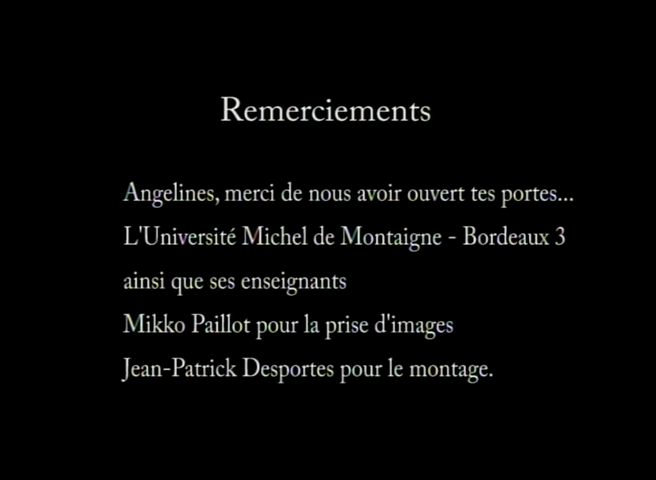 Remerciements
Angelines, merci de nous avoir ouvert tes portes...
L'Université Michel de Montaigne - Bordeaux 3
ainsi que ses enseignants
Mikko Paillot pour la prise d'images
Jean-Patrick Desportes pour le montage.